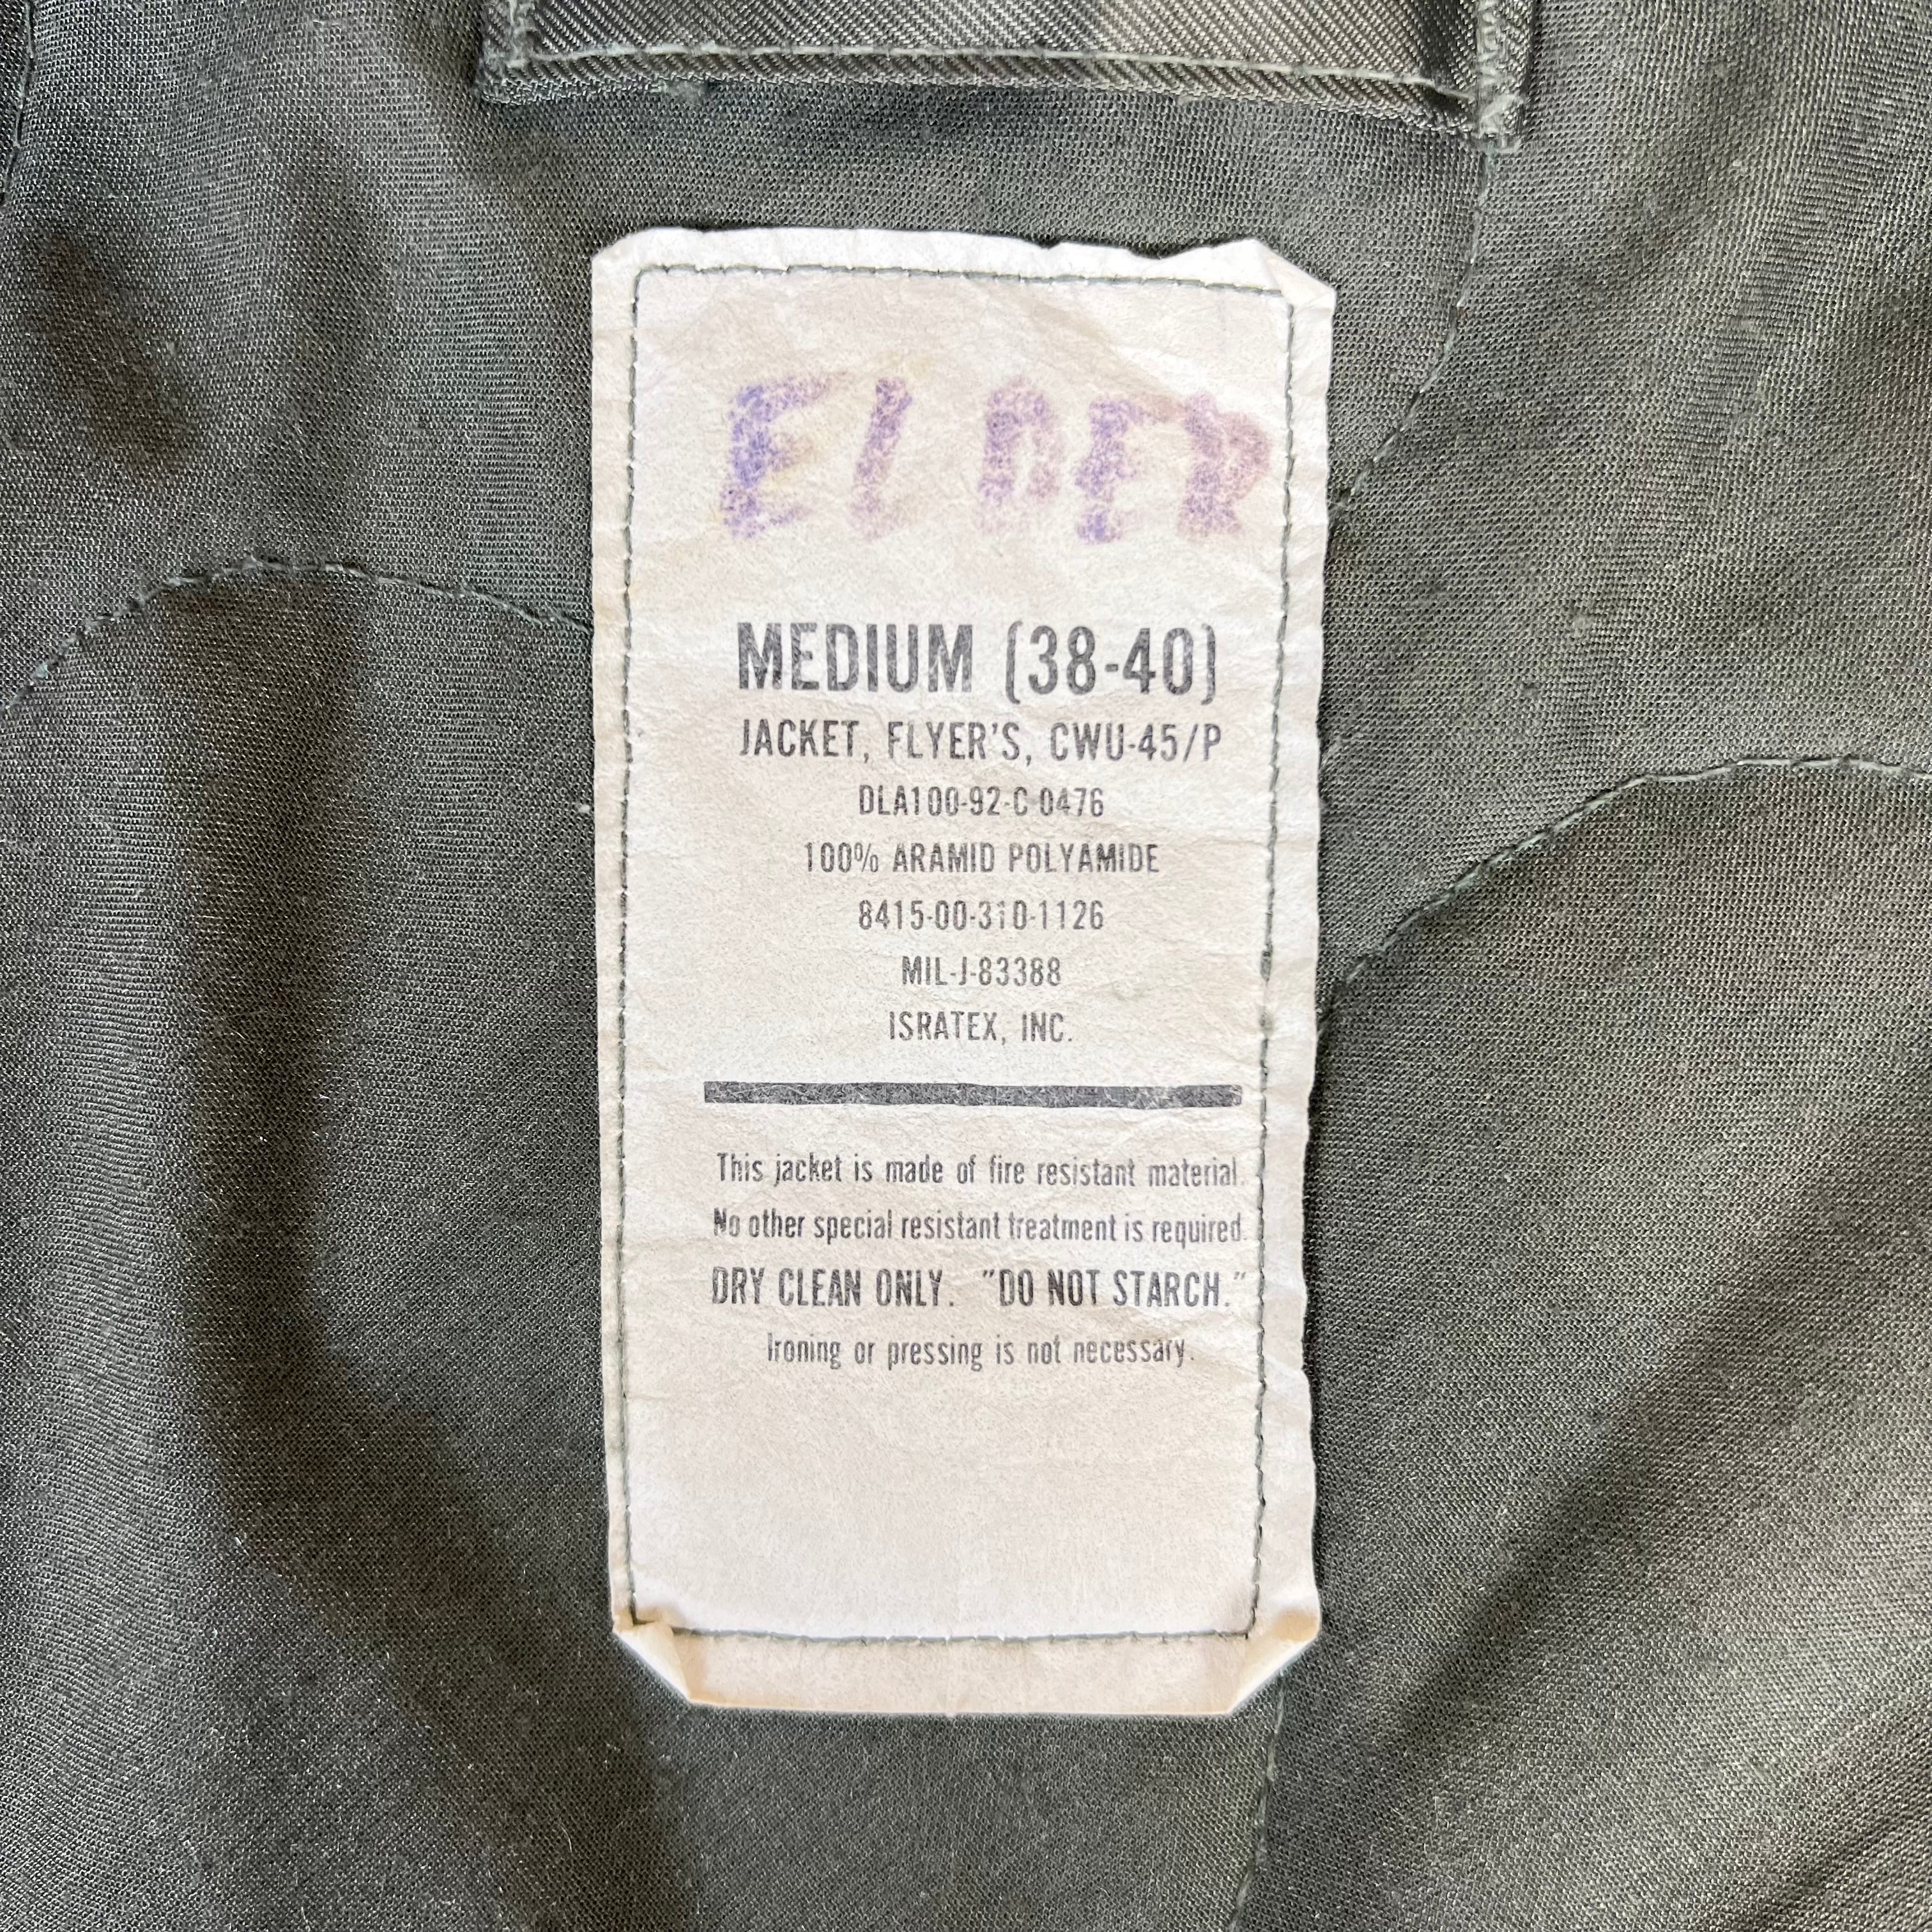 ELDER
MEDIUM (38-40)
JACKET, FLYER'S, CWU-45/P
DLA100-92-C-0476
100% ARAMID POLYAMIDE
8415-00-310-1126
MIL-J-83388
ISRATEX, INC.
This jacket is made of fire resistant material.
No other special resistant treatment is required.
DRY CLEAN ONLY. "DO NOT STARCH."
Ironing or pressing is not necessary.